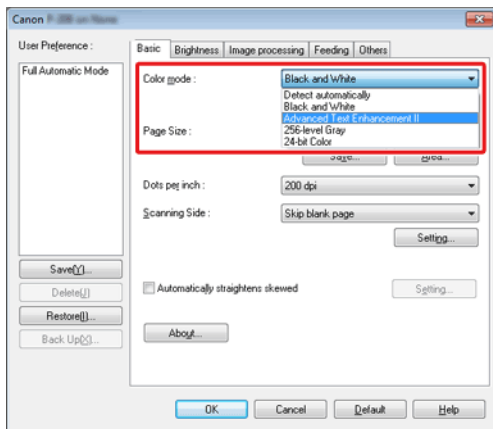 Canon
User Preference :
Full Automatic Mode
Save(Y)...
Delete(J)
Restore(I)...
Back Up(X)...
Basic
Brightness
Image processing
Feeding
Others
Color mode :
Black and White
Detect automatically
Black and White
Advanced Text Enhancement II
256-level Gray
24-bit Color
Page Size :
Save...
Area...
Dots per inch :
200 dpi
Scanning Side :
Skip blank page
Setting...
Automatically straightens skewed
Setting...
About...
OK
Cancel
Default
Help